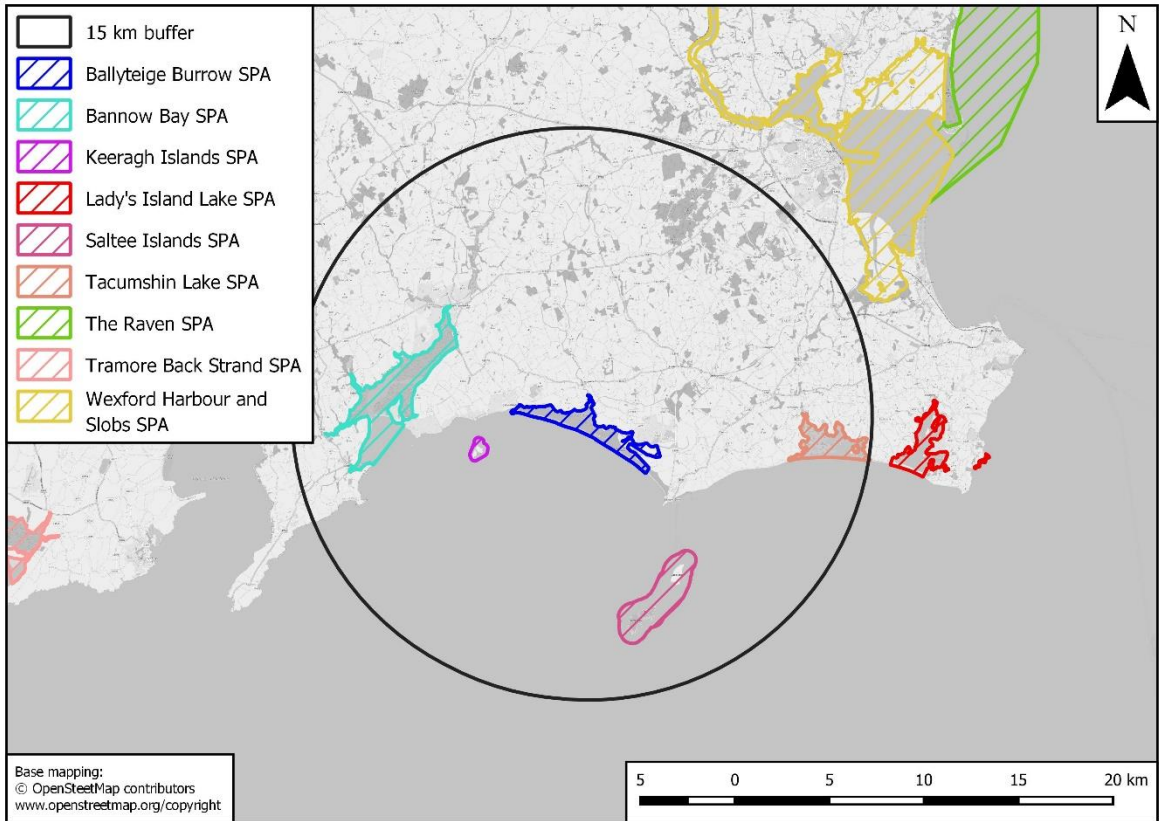 15 km buffer
Ballyteige Burrow SPA
Bannow Bay SPA
Keeragh Islands SPA
Lady's Island Lake SPA
Saltee Islands SPA
Tacumshin Lake SPA
The Raven SPA
Tramore Back Strand SPA
Wexford Harbour and
Slobs SPA
N
Base mapping:
© OpenSteetMap contributors
www.openstreetmap.org/copyright
5 0 5 10 15 20 km